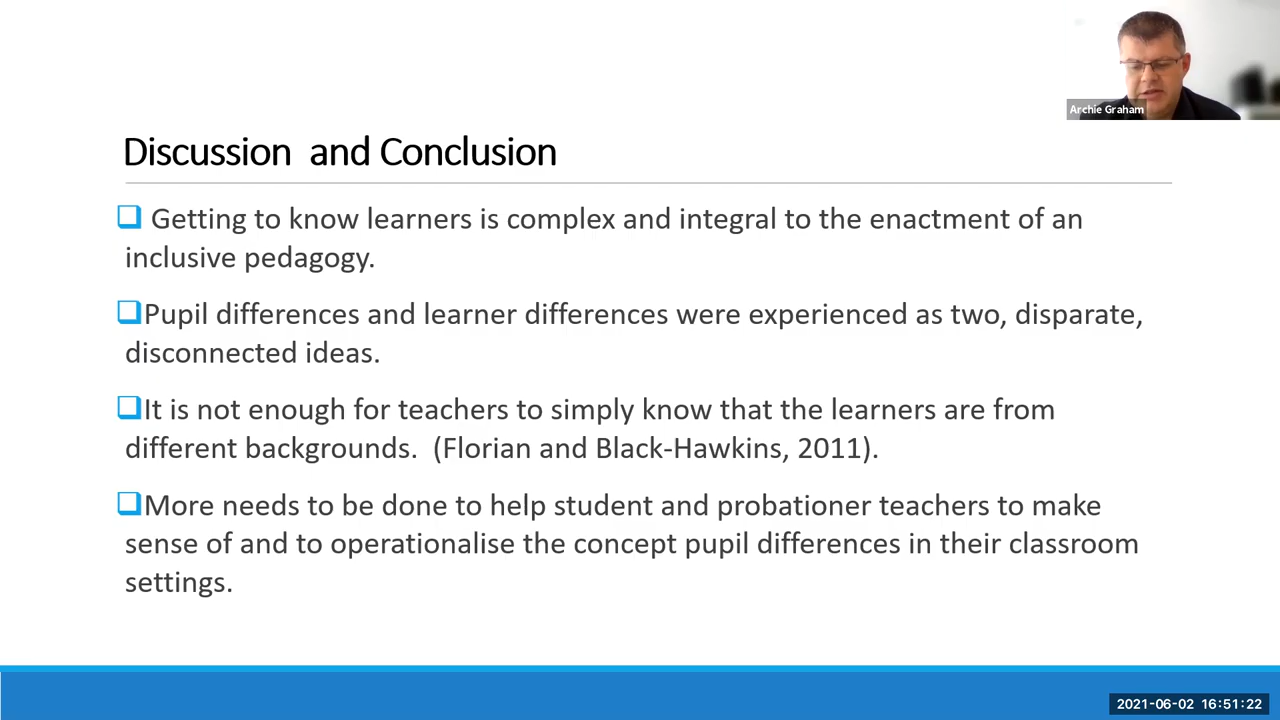 Archie Graham
Discussion and Conclusion
Getting to know learners is complex and integral to the enactment of an
inclusive pedagogy.
Pupil differences and learner differences were experienced as two, disparate,
disconnected ideas.
It is not enough for teachers to simply know that the learners are from
different backgrounds. (Florian and Black-Hawkins, 2011).
More needs to be done to help student and probationer teachers to make
sense of and to operationalise the concept pupil differences in their classroom
settings.
2021-06-02 16:51:22